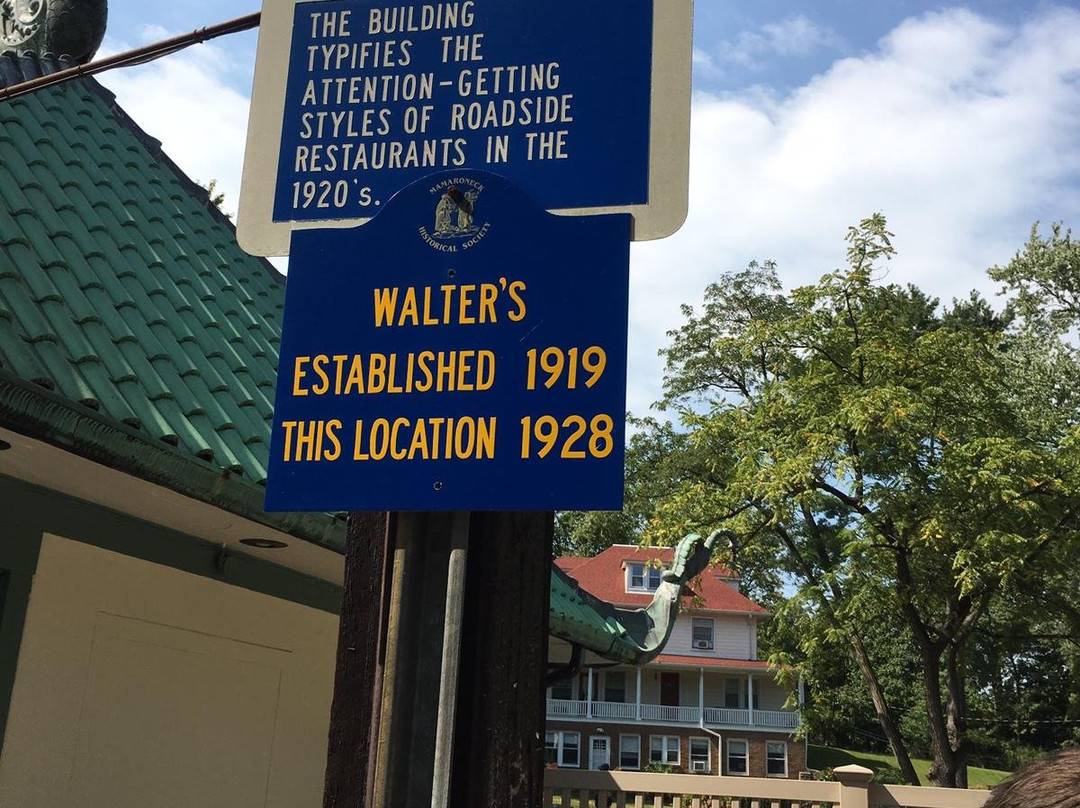 THE BUILDING
TYPIFIES THE
ATTENTION-GETTING
STYLES OF ROADSIDE
RESTAURANTS IN THE
1920's.
MAMARONECK
HISTORICAL SOCIETY
WALTER'S
ESTABLISHED 1919
THIS LOCATION 1928